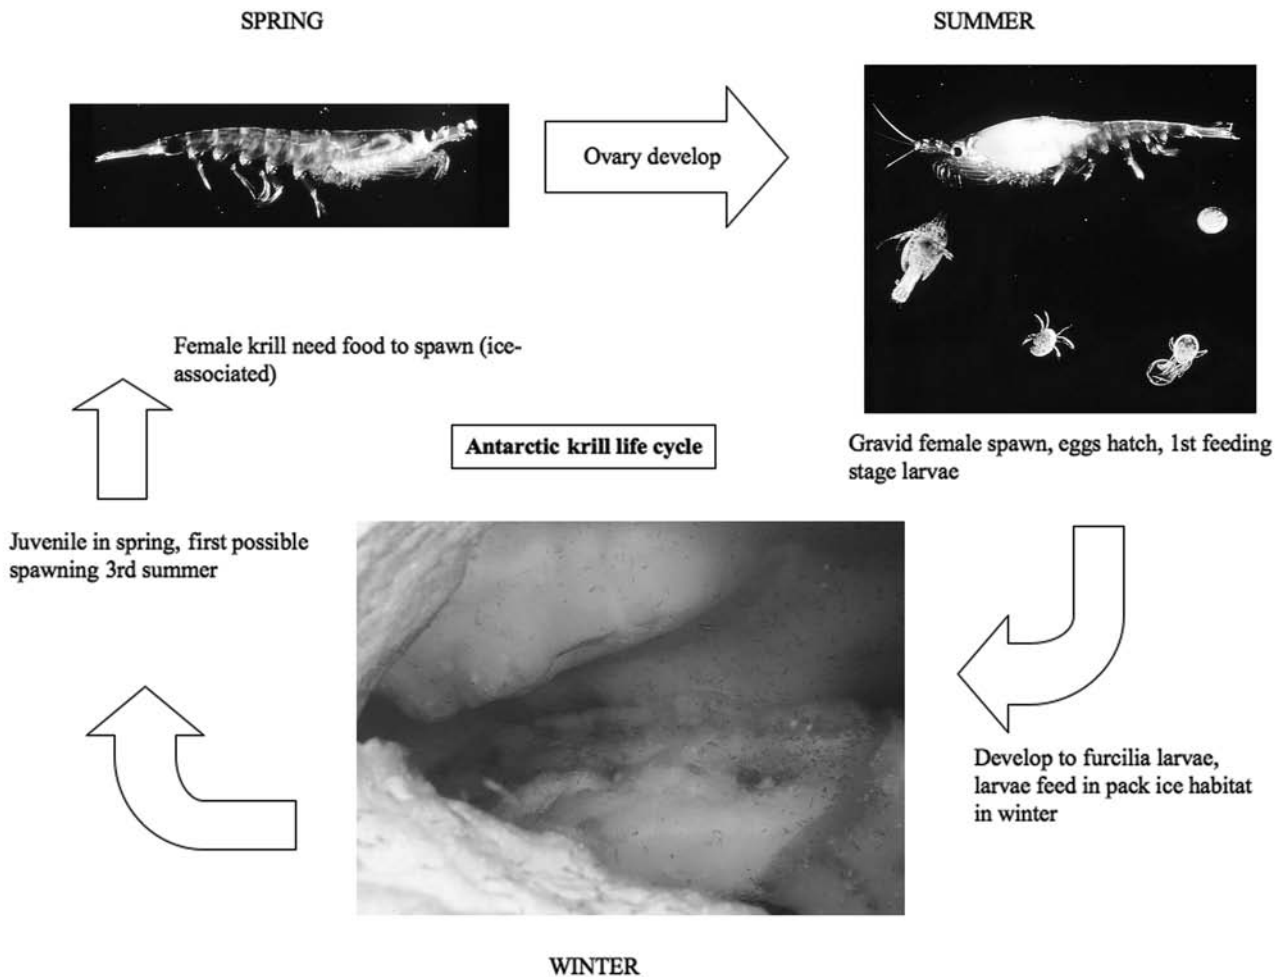 SPRING
SUMMER
Ovary develop
Female krill need food to spawn (ice-
associated)
Antarctic krill life cycle
Gravid female spawn, eggs hatch, 1st feeding
stage larvae
Juvenile in spring, first possible
spawning 3rd summer
Develop to furcilia larvae,
larvae feed in pack ice habitat
in winter
WINTER